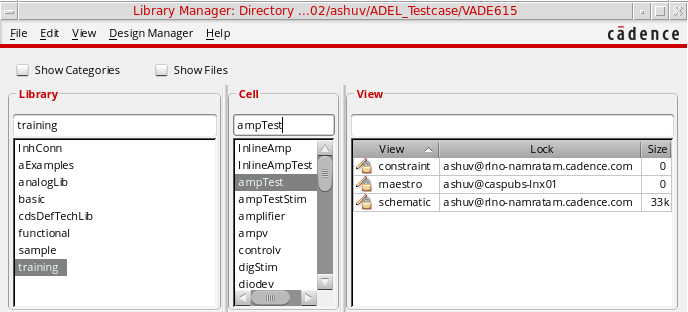 Library Manager: Directory ...02/ashuv/ADEL_Testcase/VADE615
File Edit View Design Manager Help
cādence
Show Categories Show Files
Library Cell View
training ampTest
InhConn
aExamples
analogLib
basic
cdsDefTechLib
functional
sample
training
InlineAmp
InlineAmpTest
ampTest
ampTestStim
amplifier
ampv
controlv
digStim
diodev
View Lock Size
constraint ashuv@rlno-namratam.cadence.com 0
maestro ashuv@caspubs-lnx01 0
schematic ashuv@rlno-namratam.cadence.com 33k